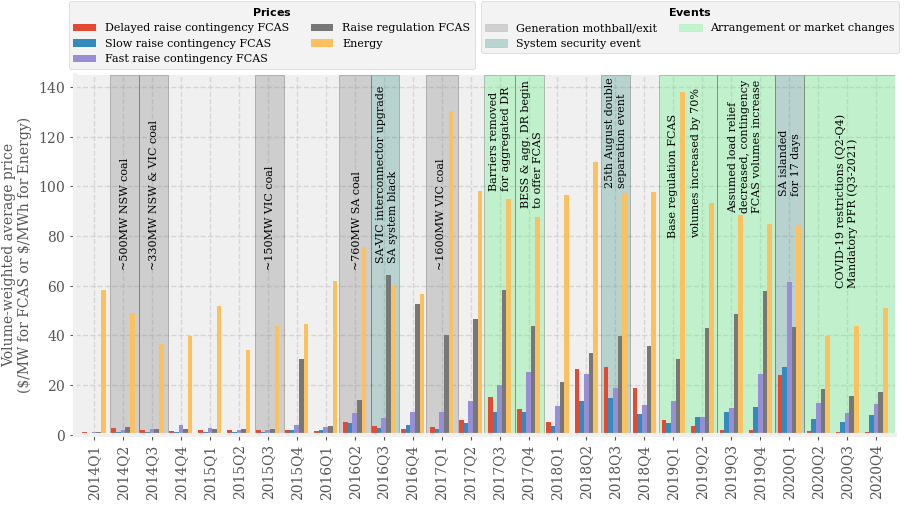 Prices
Delayed raise contingency FCAS
Slow raise contingency FCAS
Fast raise contingency FCAS
Raise regulation FCAS
Energy
Events
Generation mothball/exit
System security event
Arrangement or market changes
Volume-weighted average price
($/MW for FCAS or $/MWh for Energy)
140
120
100
80
60
40
20
0
~500MW NSW coal
~330MW NSW & VIC coal
~150MW VIC coal
~760MW SA coal
SA-VIC interconnector upgrade
SA system black
~1600MW VIC coal
Barriers removed
for aggregated DR
BESS & agg. DR begin
to offer FCAS
25th August double
separation event
Base regulation FCAS
volumes increased by 70%
Assumed load relief
decreased, contingency
FCAS volumes increase
SA islanded
for 17 days
COVID-19 restrictions (Q2-Q4)
Mandatory PFR (Q3-2021)
2014Q1
2014Q2
2014Q3
2014Q4
2015Q1
2015Q2
2015Q3
2015Q4
2016Q1
2016Q2
2016Q3
2016Q4
2017Q1
2017Q2
2017Q3
2017Q4
2018Q1
2018Q2
2018Q3
2018Q4
2019Q1
2019Q2
2019Q3
2019Q4
2020Q1
2020Q2
2020Q3
2020Q4